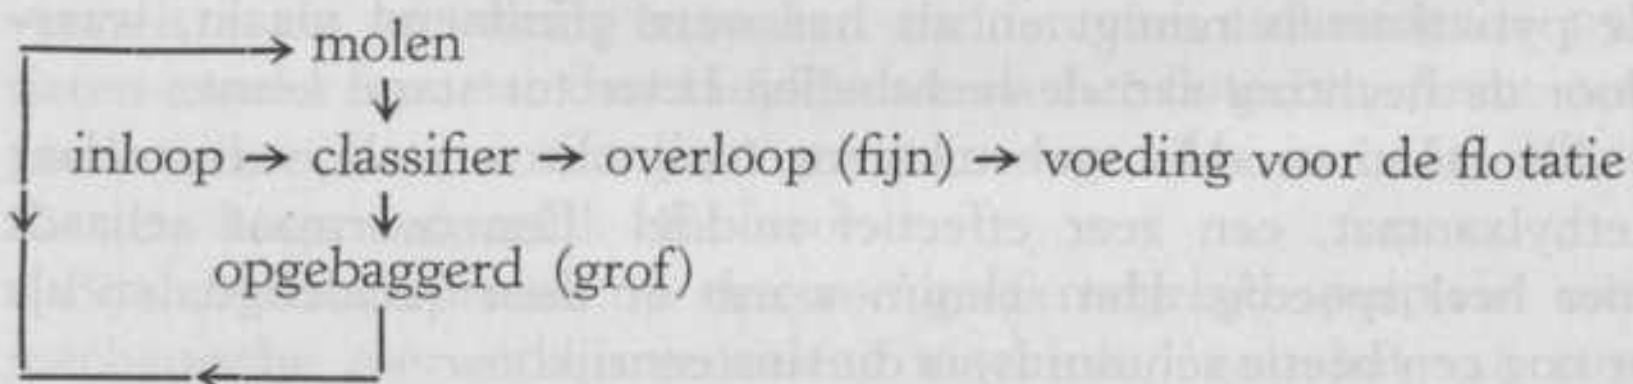 molen
inloop → classifier → overloop (fijn) → voeding voor de flotatie
opgebaggerd (grof)